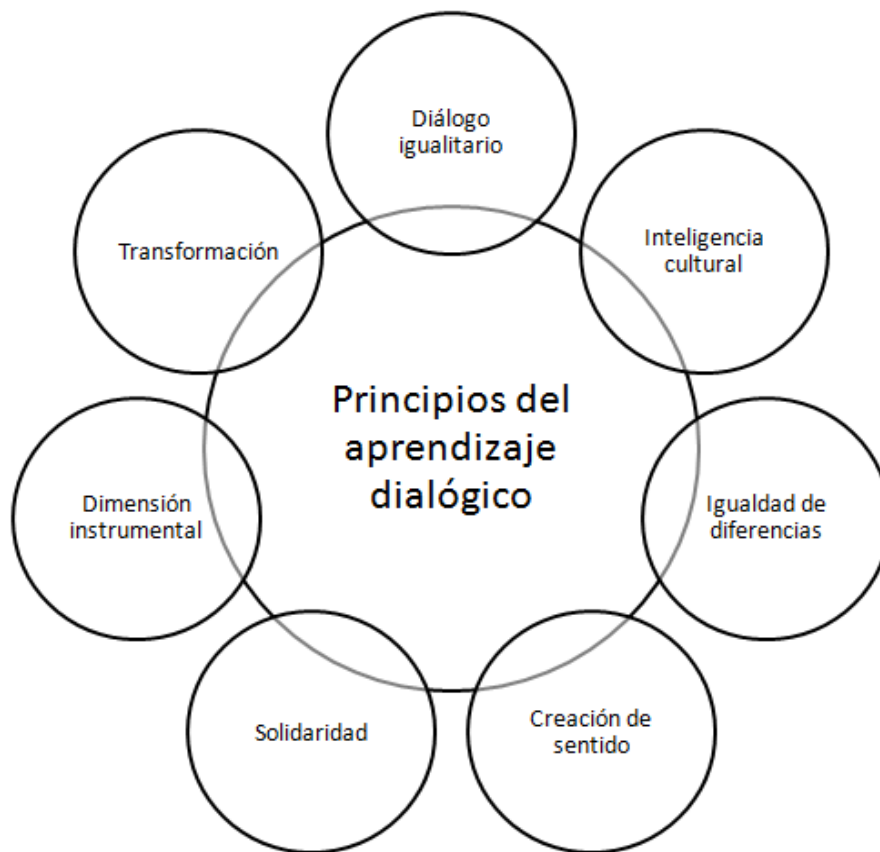 Diálogo
igualitario
Inteligencia
cultural
Igualdad de
diferencias
Creación de
sentido
Solidaridad
Dimensión
instrumental
Transformación
Principios del
aprendizaje
dialógico